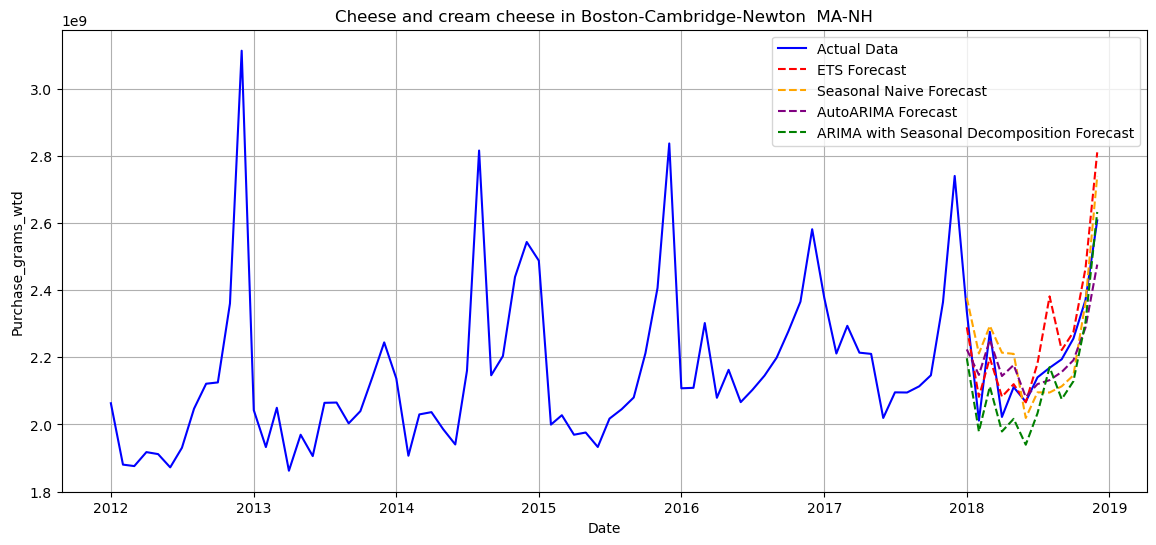 Cheese and cream cheese in Boston-Cambridge-Newton  MA-NH
1e9
Actual Data
ETS Forecast
Seasonal Naive Forecast
AutoARIMA Forecast
ARIMA with Seasonal Decomposition Forecast
Purchase_grams_wtd
3.0
2.8
2.6
2.4
2.2
2.0
1.8
2012
2013
2014
2015
2016
2017
2018
2019
Date